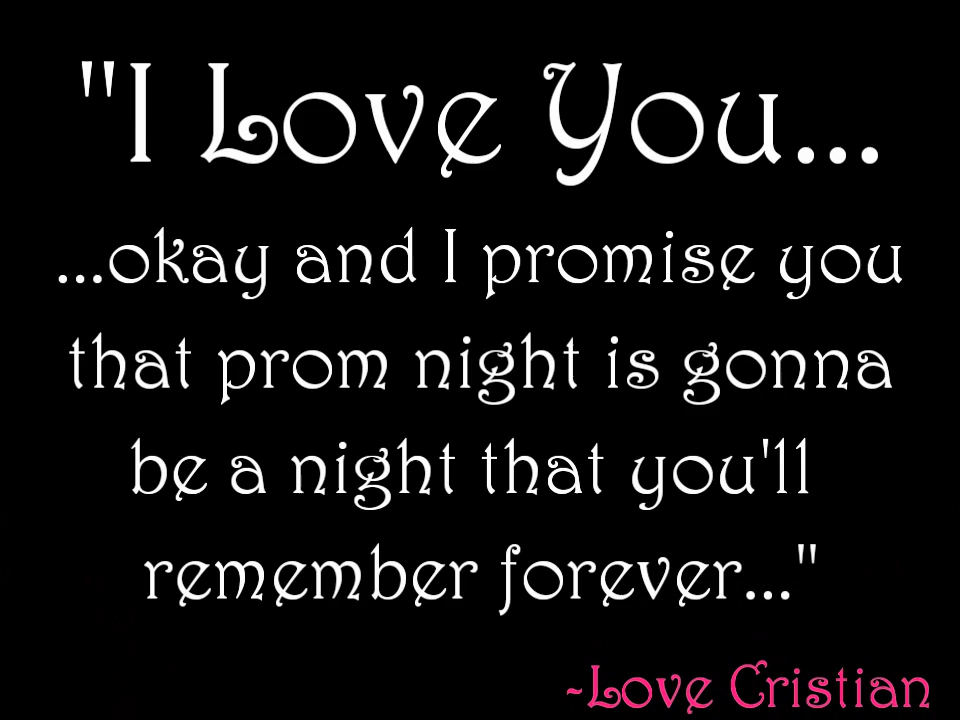 "I Love You...
...okay and I promise you
that prom night is gonna
be a night that you'll
remember forever..."
-Love Cristian